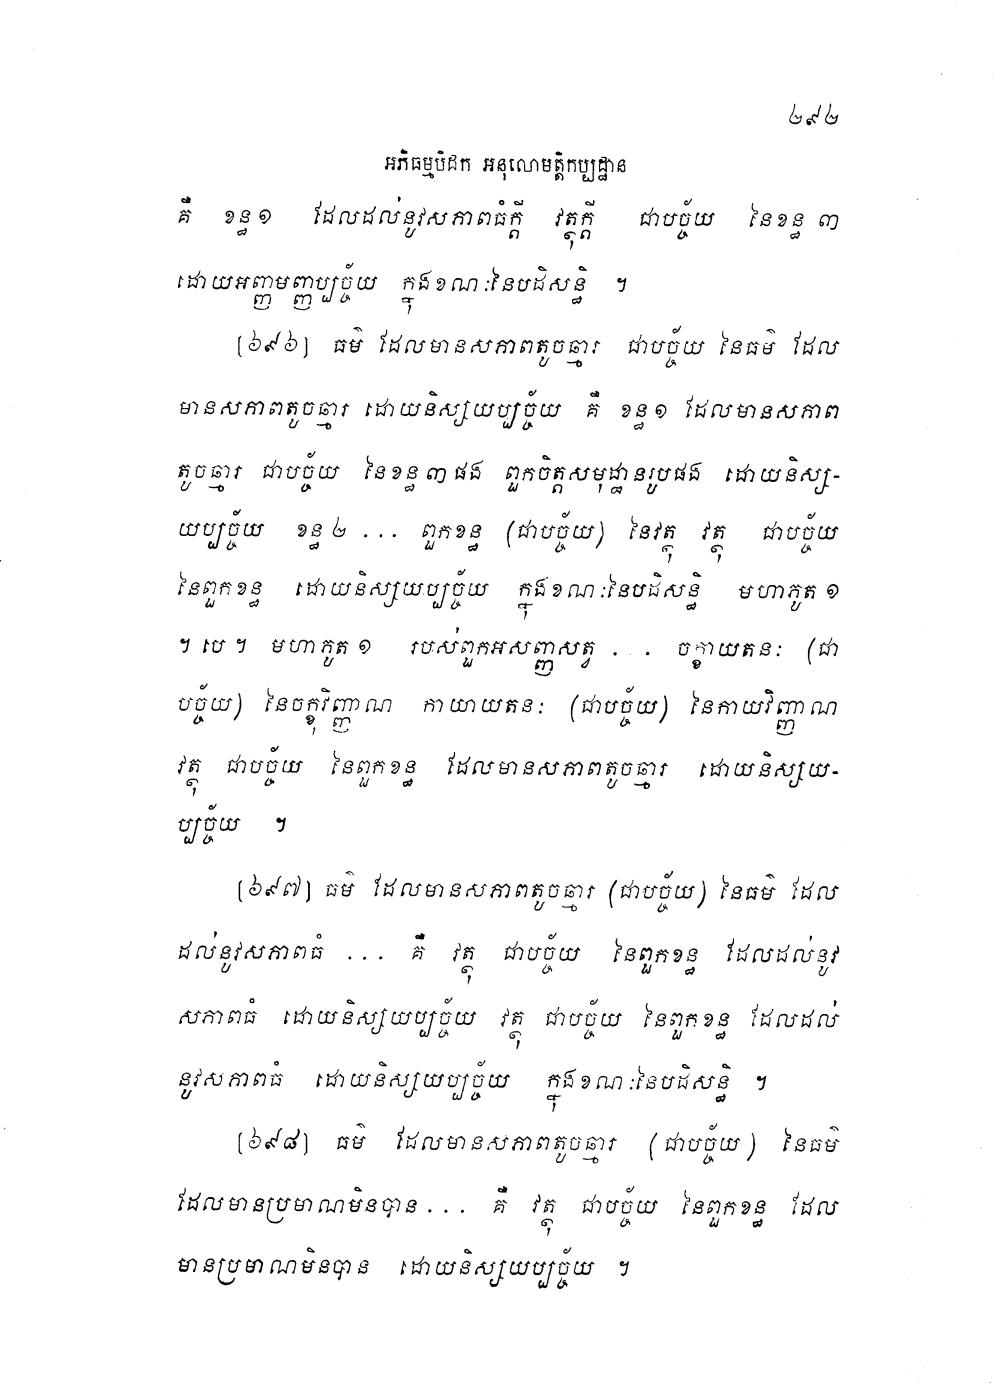 ២៩២
អភិធម្មបិដក អនុលោមត្តិកប្បដ្ឋាន
គឺ ខន្ធ១ ដែលដល់នូវសភាពធំក្តី វត្ថុក្តី ជាបច្ច័យ នៃខន្ធ ៣
ដោយអញ្ញមញ្ញប្បច្ច័យ ក្នុងខណៈនៃបដិសន្ធិ ។
[៦៩៦] ធម៌ ដែលមានសភាពតូចឆ្មារ ជាបច្ច័យ នៃធម៌ ដែល
មានសភាពតូចឆ្មារ ដោយនិស្សយប្បច្ច័យ គឺ ខន្ធ១ ដែលមានសភាព
តូចឆ្មារ ជាបច្ច័យ នៃខន្ធ ៣ ផង ពួកចិត្តសមុដ្ឋានរូបផង ដោយនិស្ស-
យប្បច្ច័យ ខន្ធ ២ ... ពួកខន្ធ (ជាបច្ច័យ) នៃវត្ថុ វត្ថុ ជាបច្ច័យ
នៃពួកខន្ធ ដោយនិស្សយប្បច្ច័យ ក្នុងខណៈនៃបដិសន្ធិ មហាភូត ១
។ បេ ។ មហាភូត ១ របស់ពួកអសញ្ញសត្វ ... ចក្ខាយតនៈ (ជា
បច្ច័យ) នៃចក្ខុវិញ្ញាណ កាយាយតនៈ (ជាបច្ច័យ) នៃកាយវិញ្ញាណ
វត្ថុ ជាបច្ច័យ នៃពួកខន្ធ ដែលមានសភាពតូចឆ្មារ ដោយនិស្សយ-
ប្បច្ច័យ ។
[៦៩៧] ធម៌ ដែលមានសភាពតូចឆ្មារ (ជាបច្ច័យ) នៃធម៌ ដែល
ដល់នូវសភាពធំ ... គឺ វត្ថុ ជាបច្ច័យ នៃពួកខន្ធ ដែលដល់នូវ
សភាពធំ ដោយនិស្សយប្បច្ច័យ វត្ថុ ជាបច្ច័យ នៃពួកខន្ធ ដែលដល់
នូវសភាពធំ ដោយនិស្សយប្បច្ច័យ ក្នុងខណៈនៃបដិសន្ធិ ។
[៦៩៨] ធម៌ ដែលមានសភាពតូចឆ្មារ (ជាបច្ច័យ) នៃធម៌
ដែលមានប្រមាណមិនបាន ... គឺ វត្ថុ ជាបច្ច័យ នៃពួកខន្ធ ដែល
មានប្រមាណមិនបាន ដោយនិស្សយប្បច្ច័យ ។